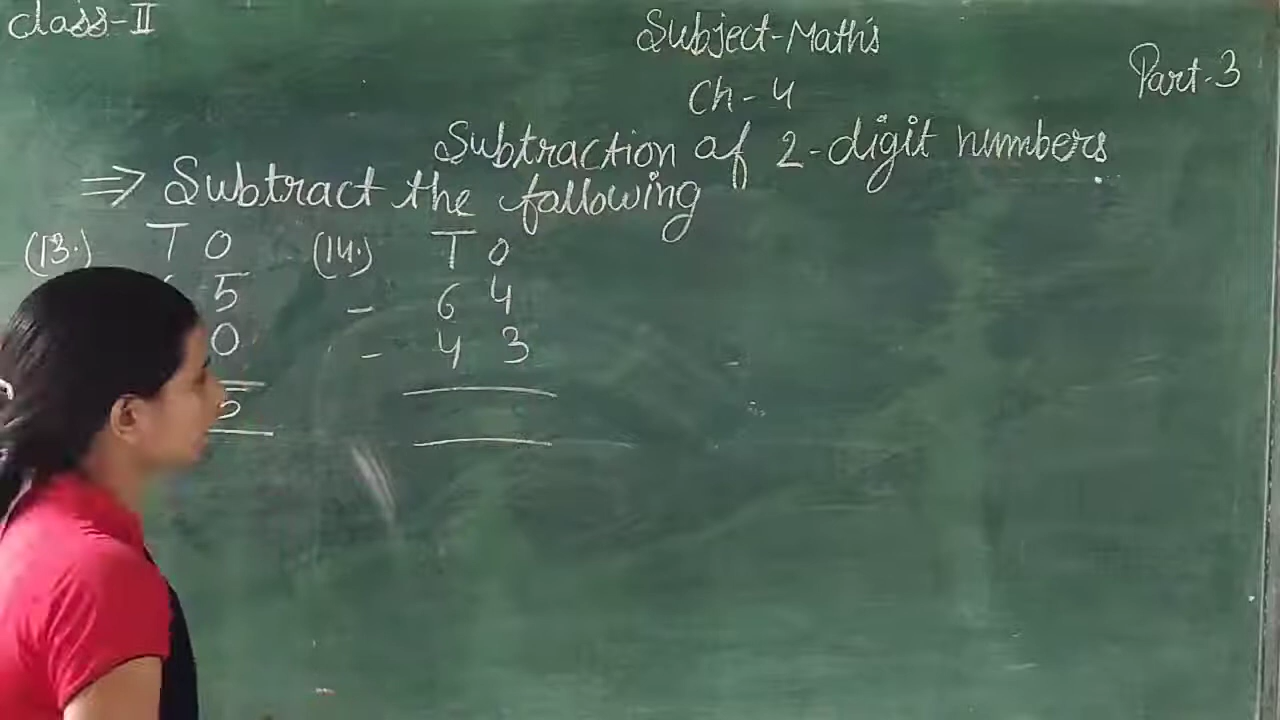 Class-II
Subject-Maths
Part-3
Ch-4
Subtraction of 2-digit numbers
⇒ Subtract the following
(13.) T O (14.) T O
5 - 6 4
0 - 4 3
5